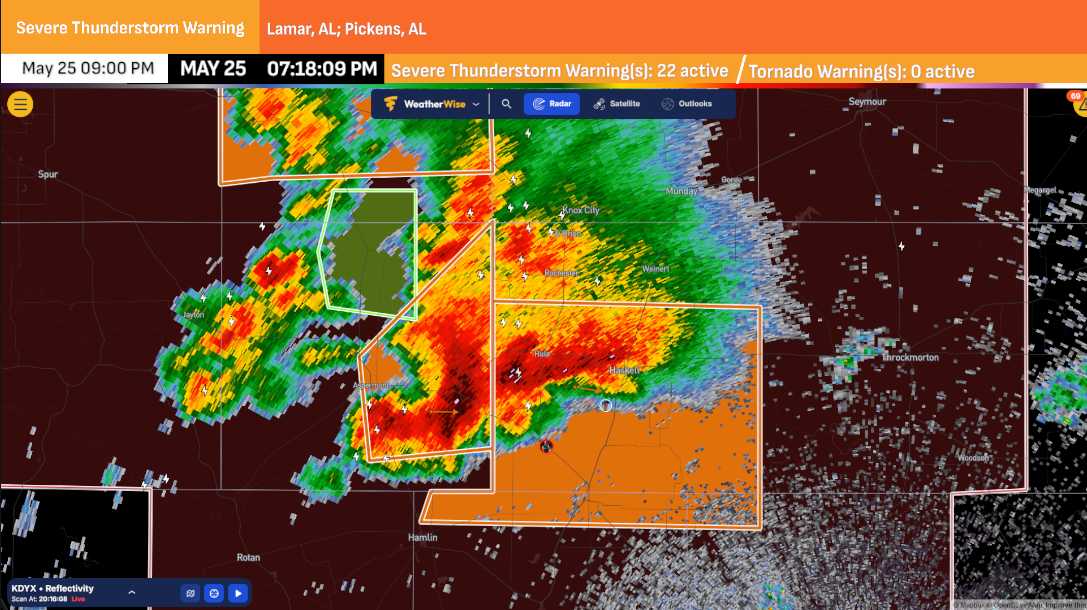 Severe Thunderstorm Warning
Lamar, AL; Pickens, AL
May 25 09:00 PM
MAY 25 07:18:09 PM
Severe Thunderstorm Warning(s): 22 active / Tornado Warning(s): 0 active
WeatherWise
Radar
Satellite
Outlooks
69
Seymour
Spur
Munday
Goree
Megargel
Knox City
O'Brien
Rochester
Weinert
Jayton
Rule
Throckmorton
Haskell
Aspermont
Woodson
Hamlin
Rotan
KDYX • Reflectivity
Scan At: 20:16:08 Live
© Mapbox © OpenStreetMap Improve the